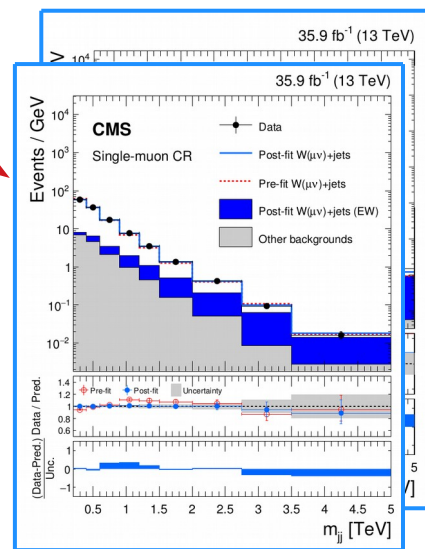 35.9 fb⁻¹ (13 TeV)
10⁴
35.9 fb⁻¹ (13 TeV)
Events / GeV
10⁴
10³
10²
10
1
10⁻¹
10⁻²
CMS
Single-muon CR
Data
Post-fit W(μν)+jets
Pre-fit W(μν)+jets
Post-fit W(μν)+jets (EW)
Other backgrounds
Data / Pred.
1.4
1.2
1
0.8
0.6
Pre-fit
Post-fit
Uncertainty
(Data-Pred.)
Unc.
1
0
-1
0.5 1 1.5 2 2.5 3 3.5 4 4.5 5
m_jj [TeV]
5
V]